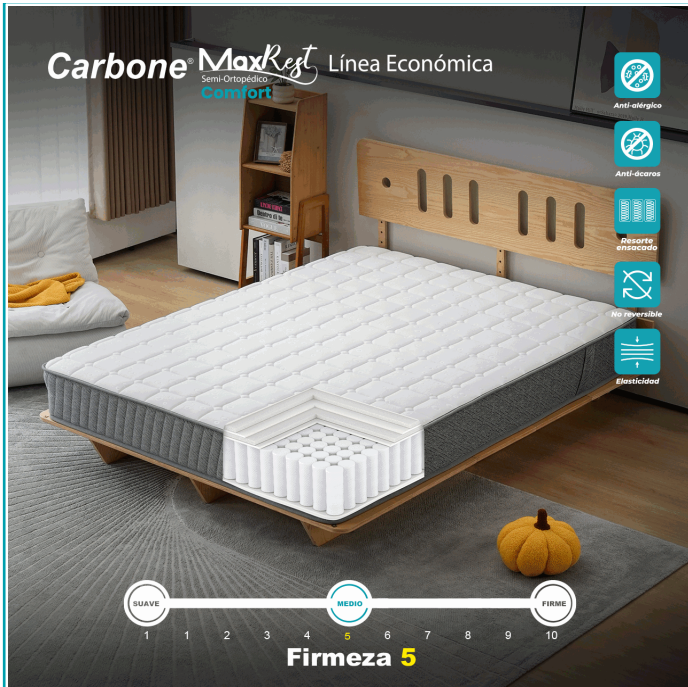 Carbone® MaxRest Línea Económica
Semi-Ortopédico
Comfort
Anti-alérgico
Anti-ácaros
Resorte
ensacado
No reversible
Elasticidad
SUAVE MEDIO FIRME
1 1 2 3 4 5 6 7 8 9 10
Firmeza 5